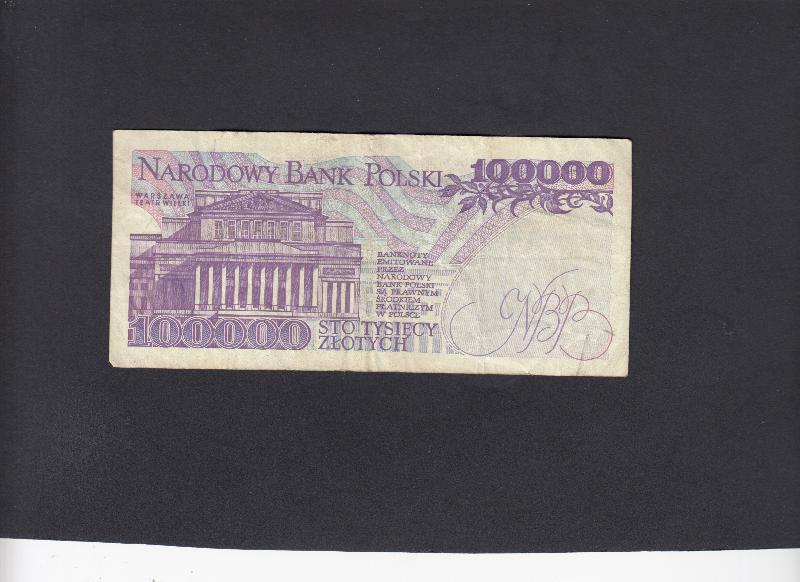 NARODOWY BANK POLSKI
100000
WARSZAWA
TEATR WIELKI
BANKNOTY
EMITOWANE
PRZEZ
NARODOWY
BANK POLSKI
SĄ PRAWNYM
ŚRODKIEM
PŁATNICZYM
W POLSCE
NBP
100000
STO TYSIĘCY
ZŁOTYCH